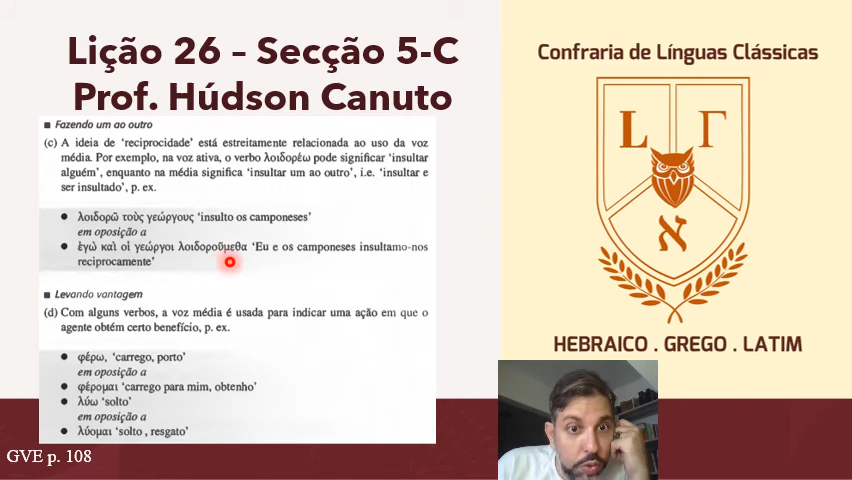 Lição 26 – Secção 5-C
Prof. Húdson Canuto
■ Fazendo um ao outro
(c) A ideia de ‘reciprocidade’ está estreitamente relacionada ao uso da voz
média. Por exemplo, na voz ativa, o verbo λοιδορέω pode significar ‘insultar
alguém’, enquanto na média significa ‘insultar um ao outro’, i.e. ‘insultar e
ser insultado’, p. ex.
● λοιδορῶ τοὺς γεώργους ‘insulto os camponeses’
em oposição a
● ἐγὼ καὶ οἱ γεώργοι λοιδορούμεθα ‘Eu e os camponeses insultamo-nos
reciprocamente’
■ Levando vantagem
(d) Com alguns verbos, a voz média é usada para indicar uma ação em que o
agente obtém certo benefício, p. ex.
● φέρω, ‘carrego, porto’
em oposição a
● φέρομαι ‘carrego para mim, obtenho’
● λύω ‘solto’
em oposição a
● λύομαι ‘solto , resgato’
GVE p. 108
Confraria de Línguas Clássicas
L Γ
א
HEBRAICO . GREGO . LATIM